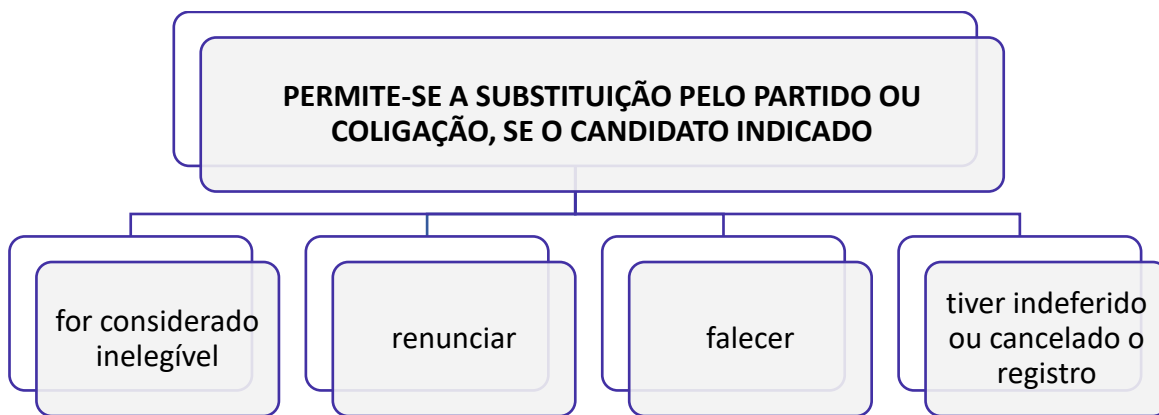 PERMITE-SE A SUBSTITUIÇÃO PELO PARTIDO OU
COLIGAÇÃO, SE O CANDIDATO INDICADO
for considerado
inelegível
renunciar
falecer
tiver indeferido
ou cancelado o
registro